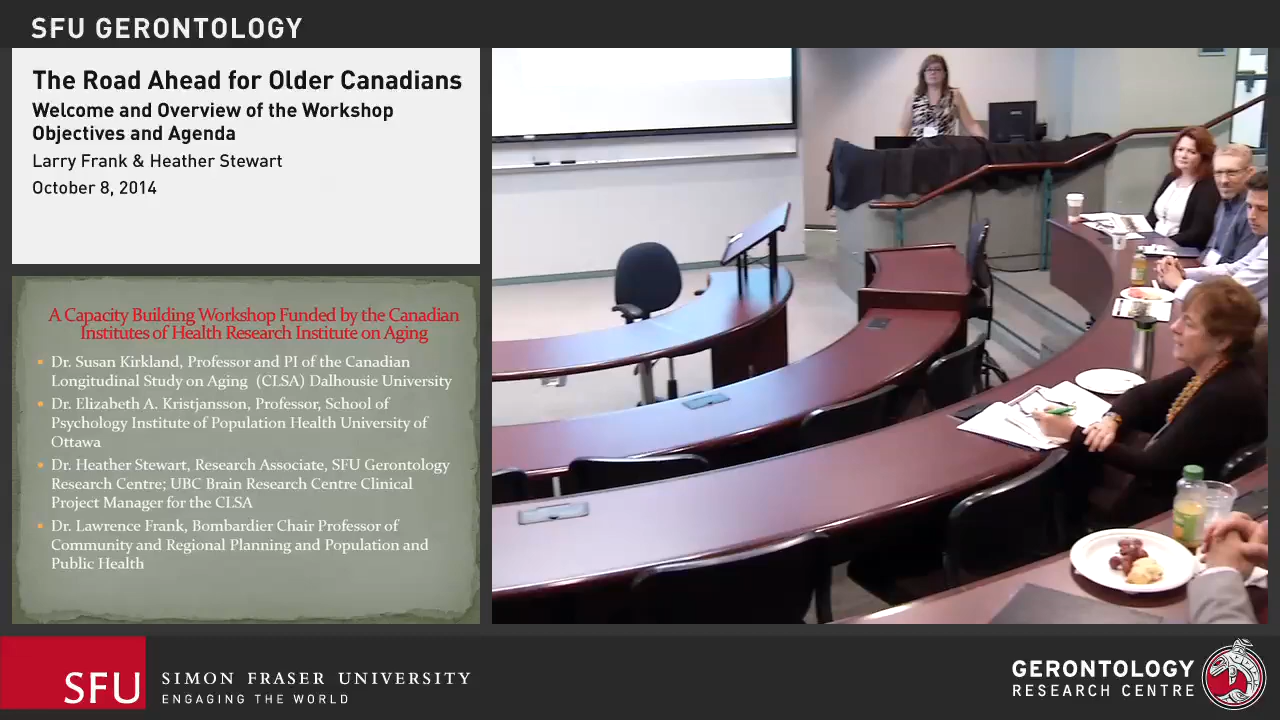 SFU GERONTOLOGY
The Road Ahead for Older Canadians
Welcome and Overview of the Workshop
Objectives and Agenda
Larry Frank & Heather Stewart
October 8, 2014
A Capacity Building Workshop Funded by the Canadian
Institutes of Health Research Institute on Aging
Dr. Susan Kirkland, Professor and PI of the Canadian
Longitudinal Study on Aging (CLSA) Dalhousie University
Dr. Elizabeth A. Kristjansson, Professor, School of
Psychology Institute of Population Health University of
Ottawa
Dr. Heather Stewart, Research Associate, SFU Gerontology
Research Centre; UBC Brain Research Centre Clinical
Project Manager for the CLSA
Dr. Lawrence Frank, Bombardier Chair Professor of
Community and Regional Planning and Population and
Public Health
SFU
SIMON FRASER UNIVERSITY
ENGAGING THE WORLD
GERONTOLOGY
RESEARCH CENTRE